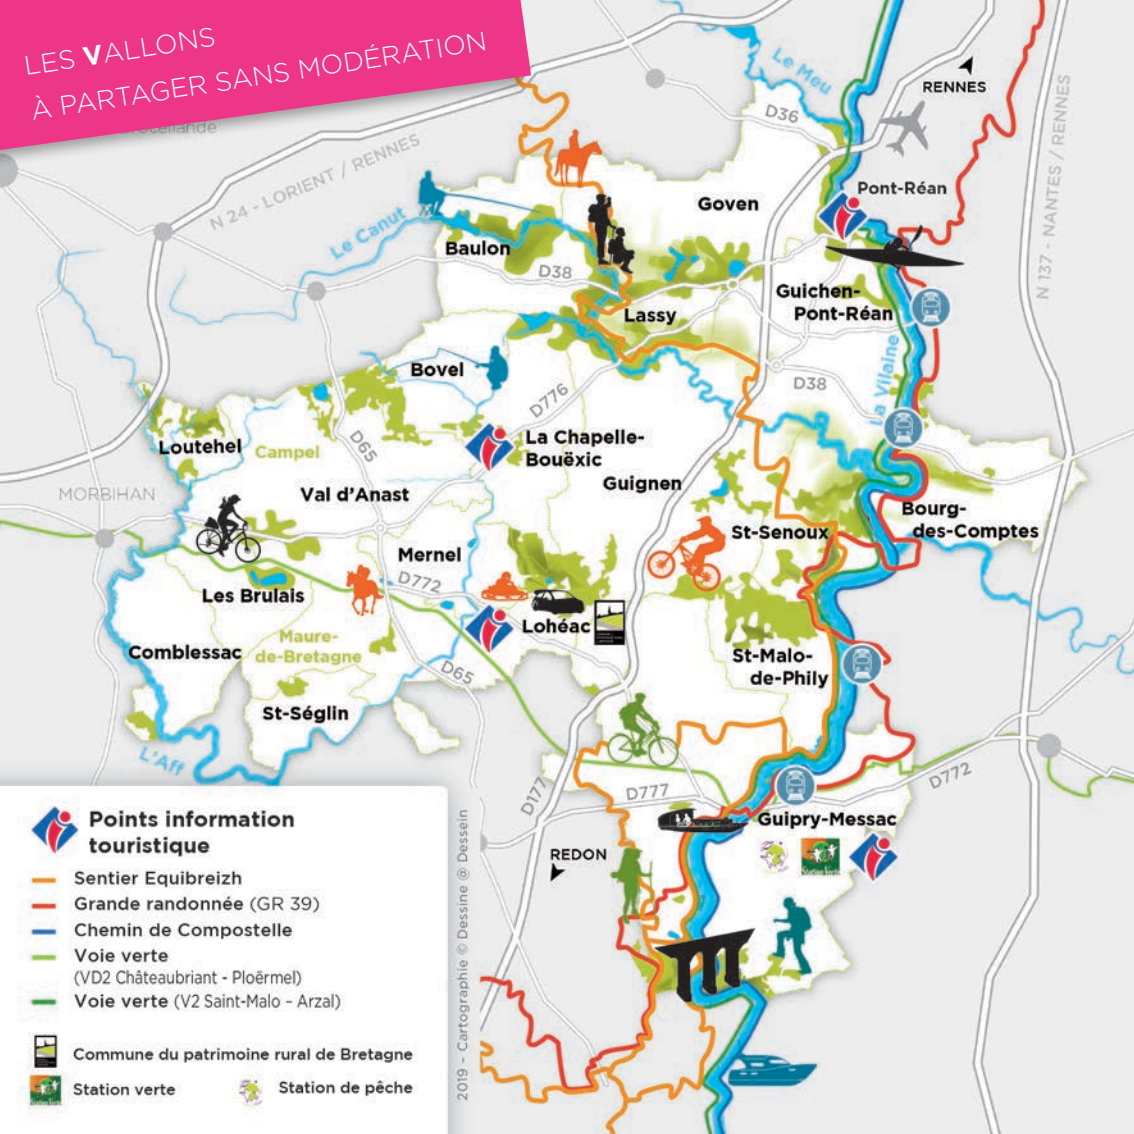 LES VALLONS
À PARTAGER SANS MODÉRATION
N 24 - LORIENT / RENNES
Le Meu
D36
RENNES
N 137 - NANTES / RENNES
Pont-Réan
Goven
Le Canut
Baulon
D38
Guichen-
Pont-Réan
Lassy
La Vilaine
Bovel
D776
D38
Loutehel
Campel
D65
La Chapelle-
Bouëxic
Guignen
MORBIHAN
Val d'Anast
Bourg-
des-Comptes
St-Senoux
Mernel
D772
Les Brulais
Lohéac
Maure-
de-Bretagne
Comblessac
D65
St-Malo-
de-Phily
St-Séglin
L'Aff
D177
D777
D772
Guipry-Messac
Station Verte
REDON
Points information
touristique
Sentier Equibreizh
Grande randonnée (GR 39)
Chemin de Compostelle
Voie verte
(VD2 Châteaubriant - Ploërmel)
Voie verte (V2 Saint-Malo - Arzal)
Commune du patrimoine rural de Bretagne
Station verte
Station de pêche
2019 - Cartographie © Dessine @ Dessein